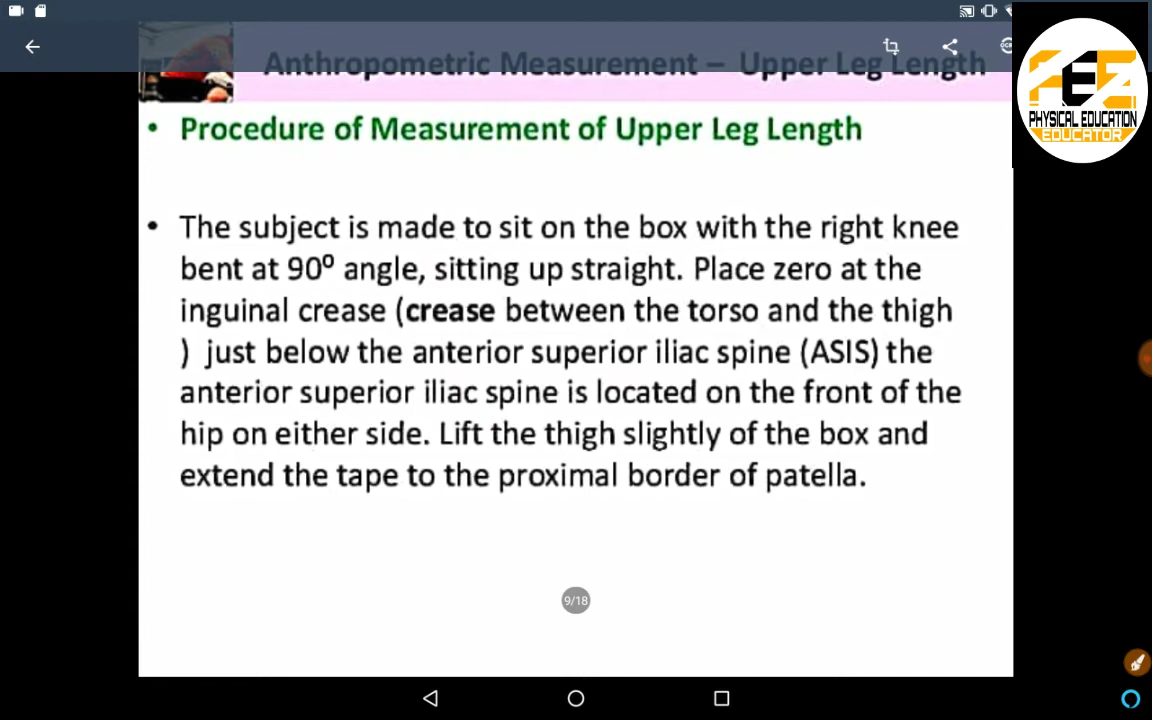 Anthropometric Measurement – Upper Leg Length
PHYSICAL EDUCATION
EDUCATOR
• Procedure of Measurement of Upper Leg Length
• The subject is made to sit on the box with the right knee
bent at 90⁰ angle, sitting up straight. Place zero at the
inguinal crease (crease between the torso and the thigh
) just below the anterior superior iliac spine (ASIS) the
anterior superior iliac spine is located on the front of the
hip on either side. Lift the thigh slightly of the box and
extend the tape to the proximal border of patella.
9/18